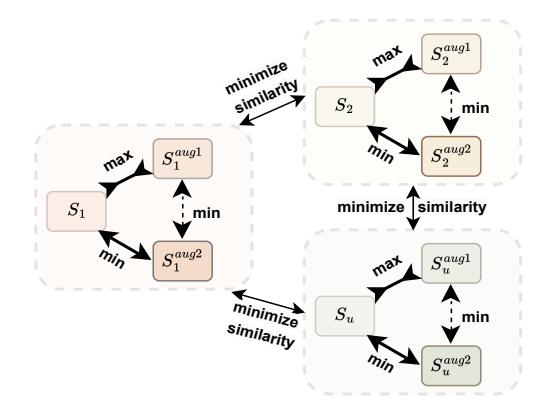 minimize
similarity
max
S_2^{aug1}
S_2
min
min
S_2^{aug2}
max
S_1^{aug1}
S_1
min
min
S_1^{aug2}
minimize similarity
minimize
similarity
max
S_u^{aug1}
S_u
min
min
S_u^{aug2}